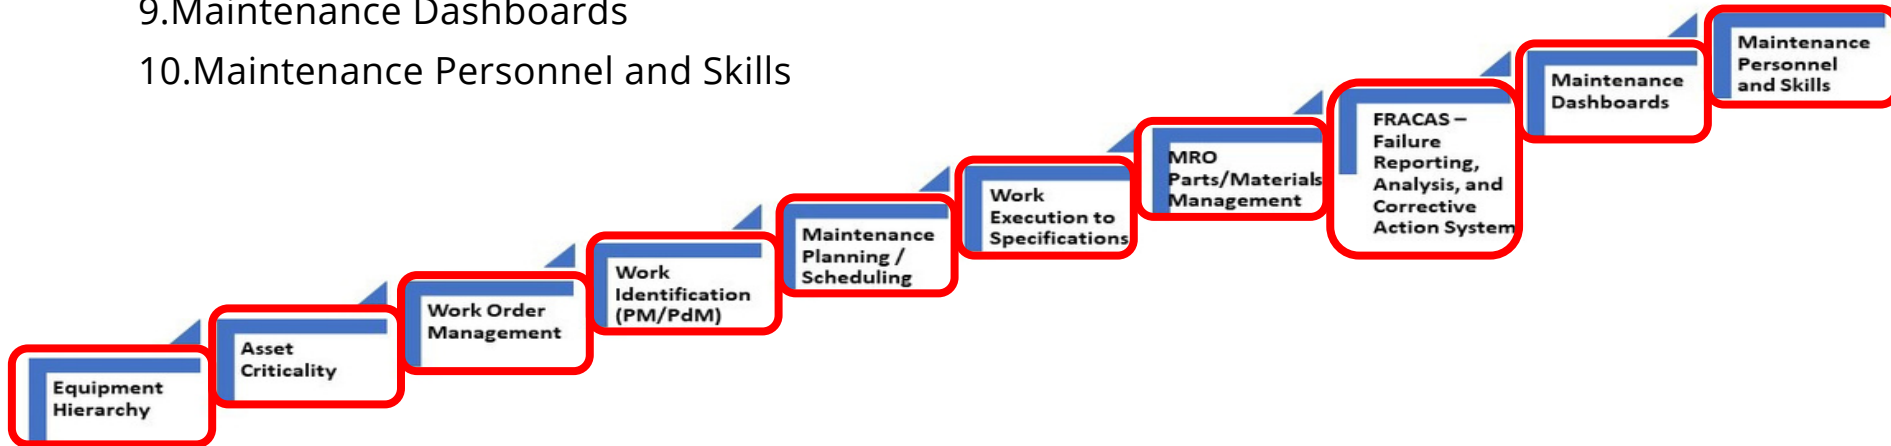 9.Maintenance Dashboards
10.Maintenance Personnel and Skills
Equipment
Hierarchy
Asset
Criticality
Work Order
Management
Work
Identification
(PM/PdM)
Maintenance
Planning /
Scheduling
Work
Execution to
Specifications
MRO
Parts/Materials
Management
FRACAS –
Failure
Reporting,
Analysis, and
Corrective
Action System
Maintenance
Dashboards
Maintenance
Personnel
and Skills